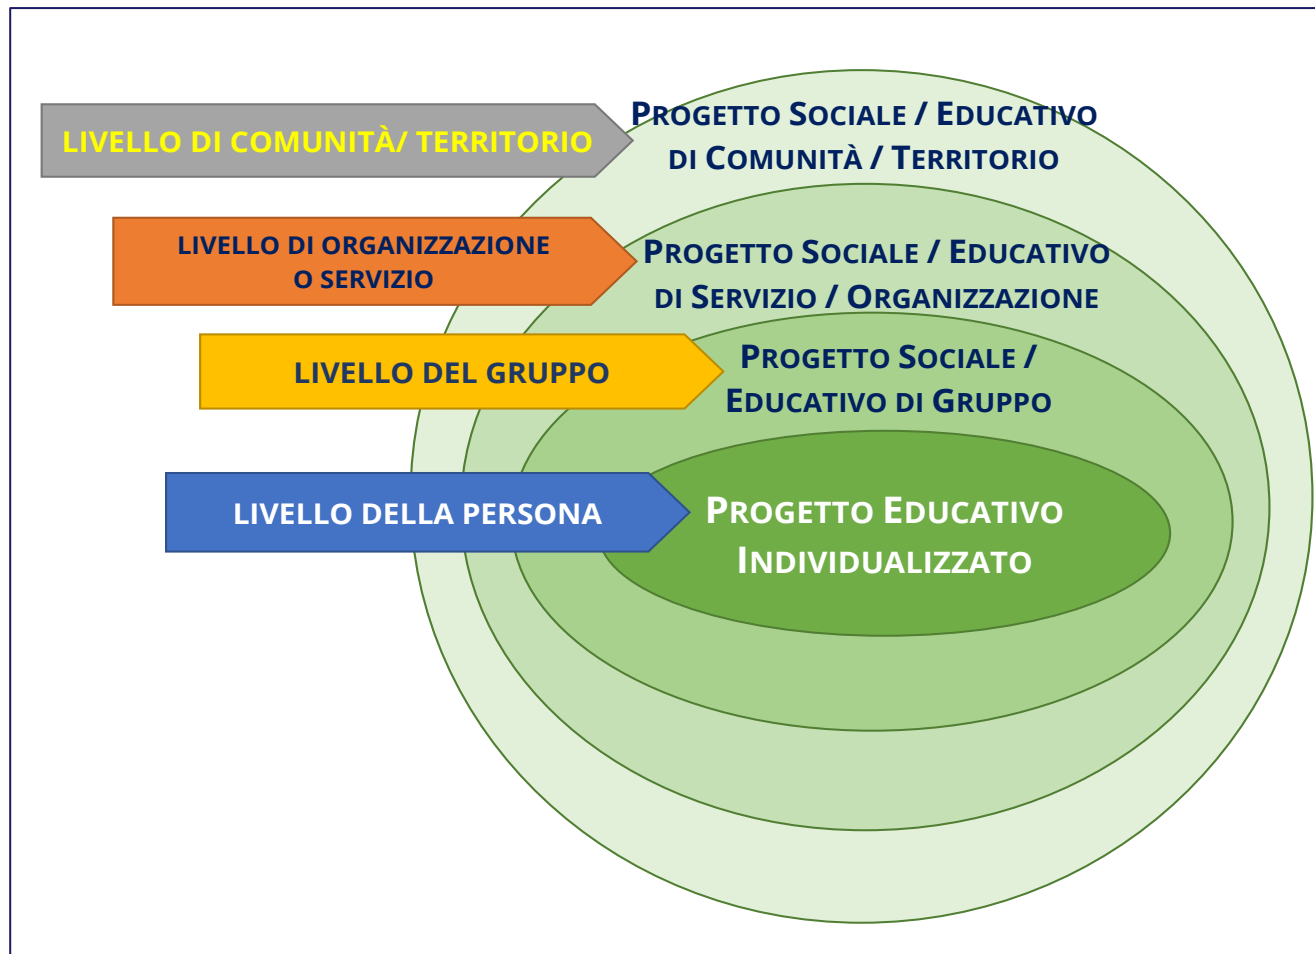 LIVELLO DI COMUNITÀ/ TERRITORIO
PROGETTO SOCIALE / EDUCATIVO
DI COMUNITÀ / TERRITORIO
LIVELLO DI ORGANIZZAZIONE
O SERVIZIO
PROGETTO SOCIALE / EDUCATIVO
DI SERVIZIO / ORGANIZZAZIONE
LIVELLO DEL GRUPPO
PROGETTO SOCIALE /
EDUCATIVO DI GRUPPO
LIVELLO DELLA PERSONA
PROGETTO EDUCATIVO
INDIVIDUALIZZATO